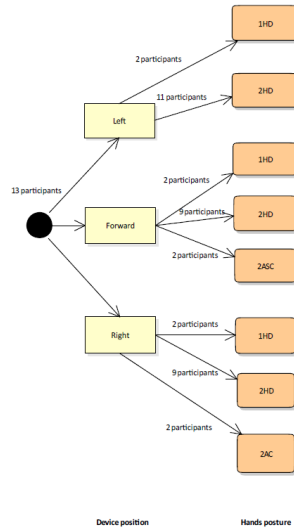 1HD
2 participants
2HD
11 participants
Left
1HD
2 participants
13 participants
9 participants
2HD
Forward
2 participants
2ASC
2 participants
1HD
Right
9 participants
2HD
2 participants
2AC
Device position
Hands posture